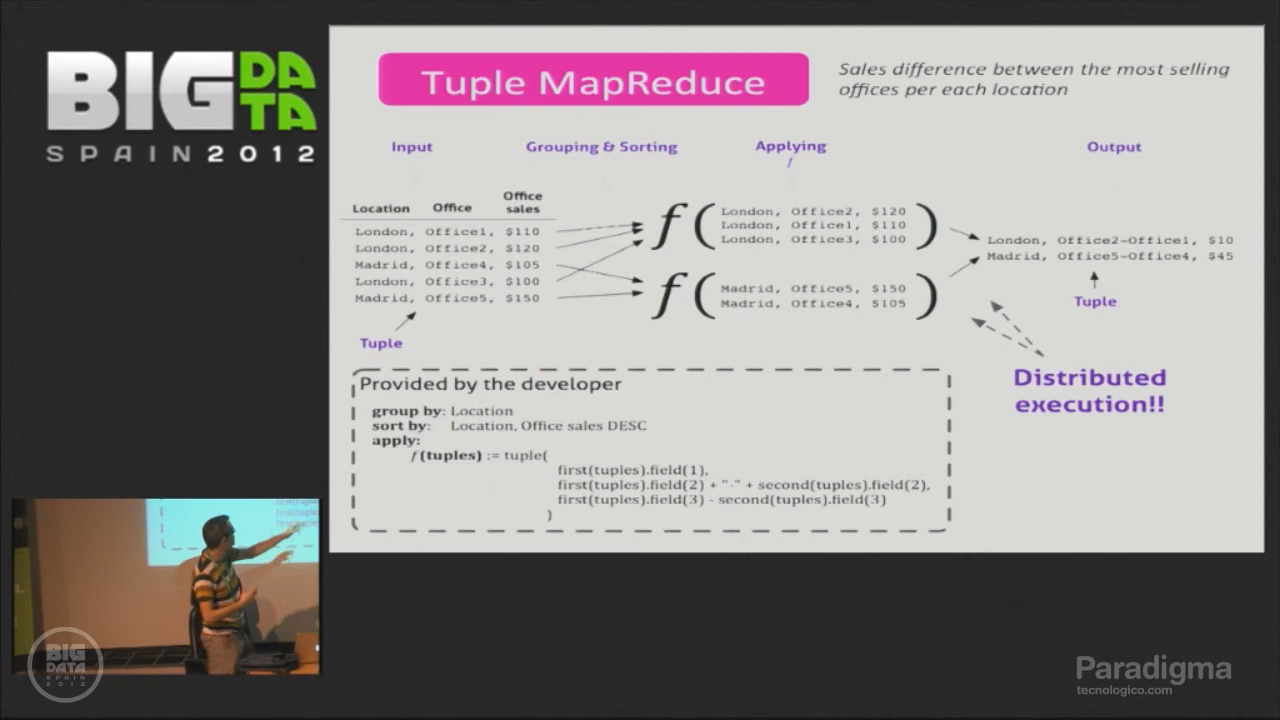 BIG DATA
SPAIN 2012
Tuple MapReduce
Sales difference between the most selling
offices per each location
Input
Grouping & Sorting
Applying
f
Output
Location Office Office sales
London, Office1, $110
London, Office2, $120
Madrid, Office4, $105
London, Office3, $100
Madrid, Office5, $150
Tuple
f ( London, Office2, $120
London, Office1, $110
London, Office3, $100 )
f ( Madrid, Office5, $150
Madrid, Office4, $105 )
London, Office2-Office1, $10
Madrid, Office5-Office4, $45
Tuple
Distributed
execution!!
Provided by the developer
group by: Location
sort by: Location, Office sales DESC
apply:
f(tuples) := tuple(
first(tuples).field(1),
first(tuples).field(2) + "-" + second(tuples).field(2),
first(tuples).field(3) - second(tuples).field(3)
)
BIG
DATA
SPAIN
2012
Paradigma
tecnologico.com